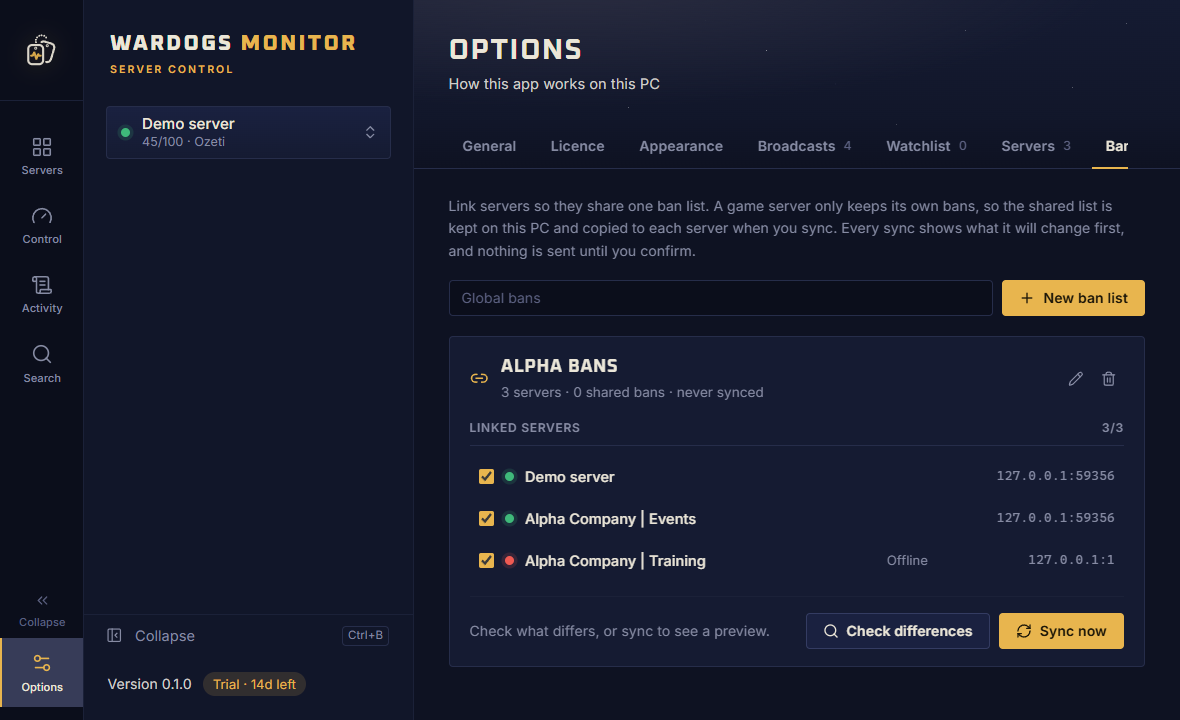 WARDOGS MONITOR
SERVER CONTROL
Demo server
45/100 · Ozeti
Servers
Control
Activity
Search
Collapse
Options
Collapse
Ctrl+B
Version 0.1.0
Trial · 14d left
OPTIONS
How this app works on this PC
General
Licence
Appearance
Broadcasts 4
Watchlist 0
Servers 3
Bar
Link servers so they share one ban list. A game server only keeps its own bans, so the shared list is
kept on this PC and copied to each server when you sync. Every sync shows what it will change first,
and nothing is sent until you confirm.
Global bans
New ban list
ALPHA BANS
3 servers · 0 shared bans · never synced
LINKED SERVERS
3/3
Demo server
127.0.0.1:59356
Alpha Company | Events
127.0.0.1:59356
Alpha Company | Training
Offline
127.0.0.1:1
Check what differs, or sync to see a preview.
Check differences
Sync now